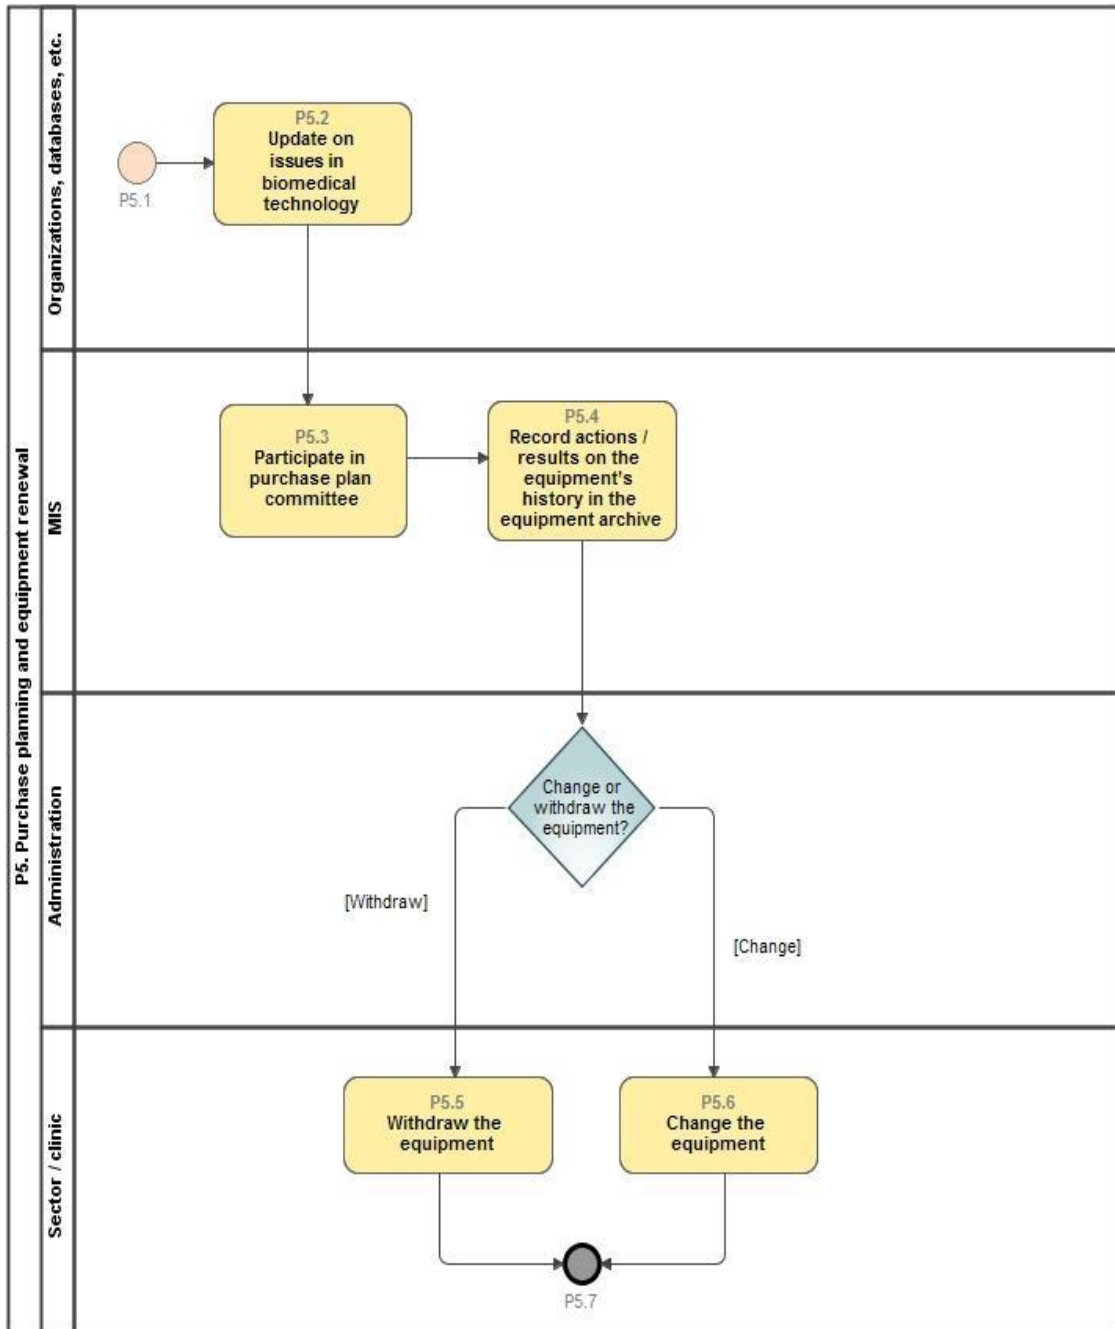 P5. Purchase planning and equipment renewal
Organizations, databases, etc.
P5.1
P5.2
Update on
issues in
biomedical
technology
MIS
P5.3
Participate in
purchase plan
committee
P5.4
Record actions /
results on the
equipment's
history in the
equipment archive
Administration
Change or
withdraw the
equipment?
[Withdraw]
[Change]
Sector / clinic
P5.5
Withdraw the
equipment
P5.6
Change the
equipment
P5.7